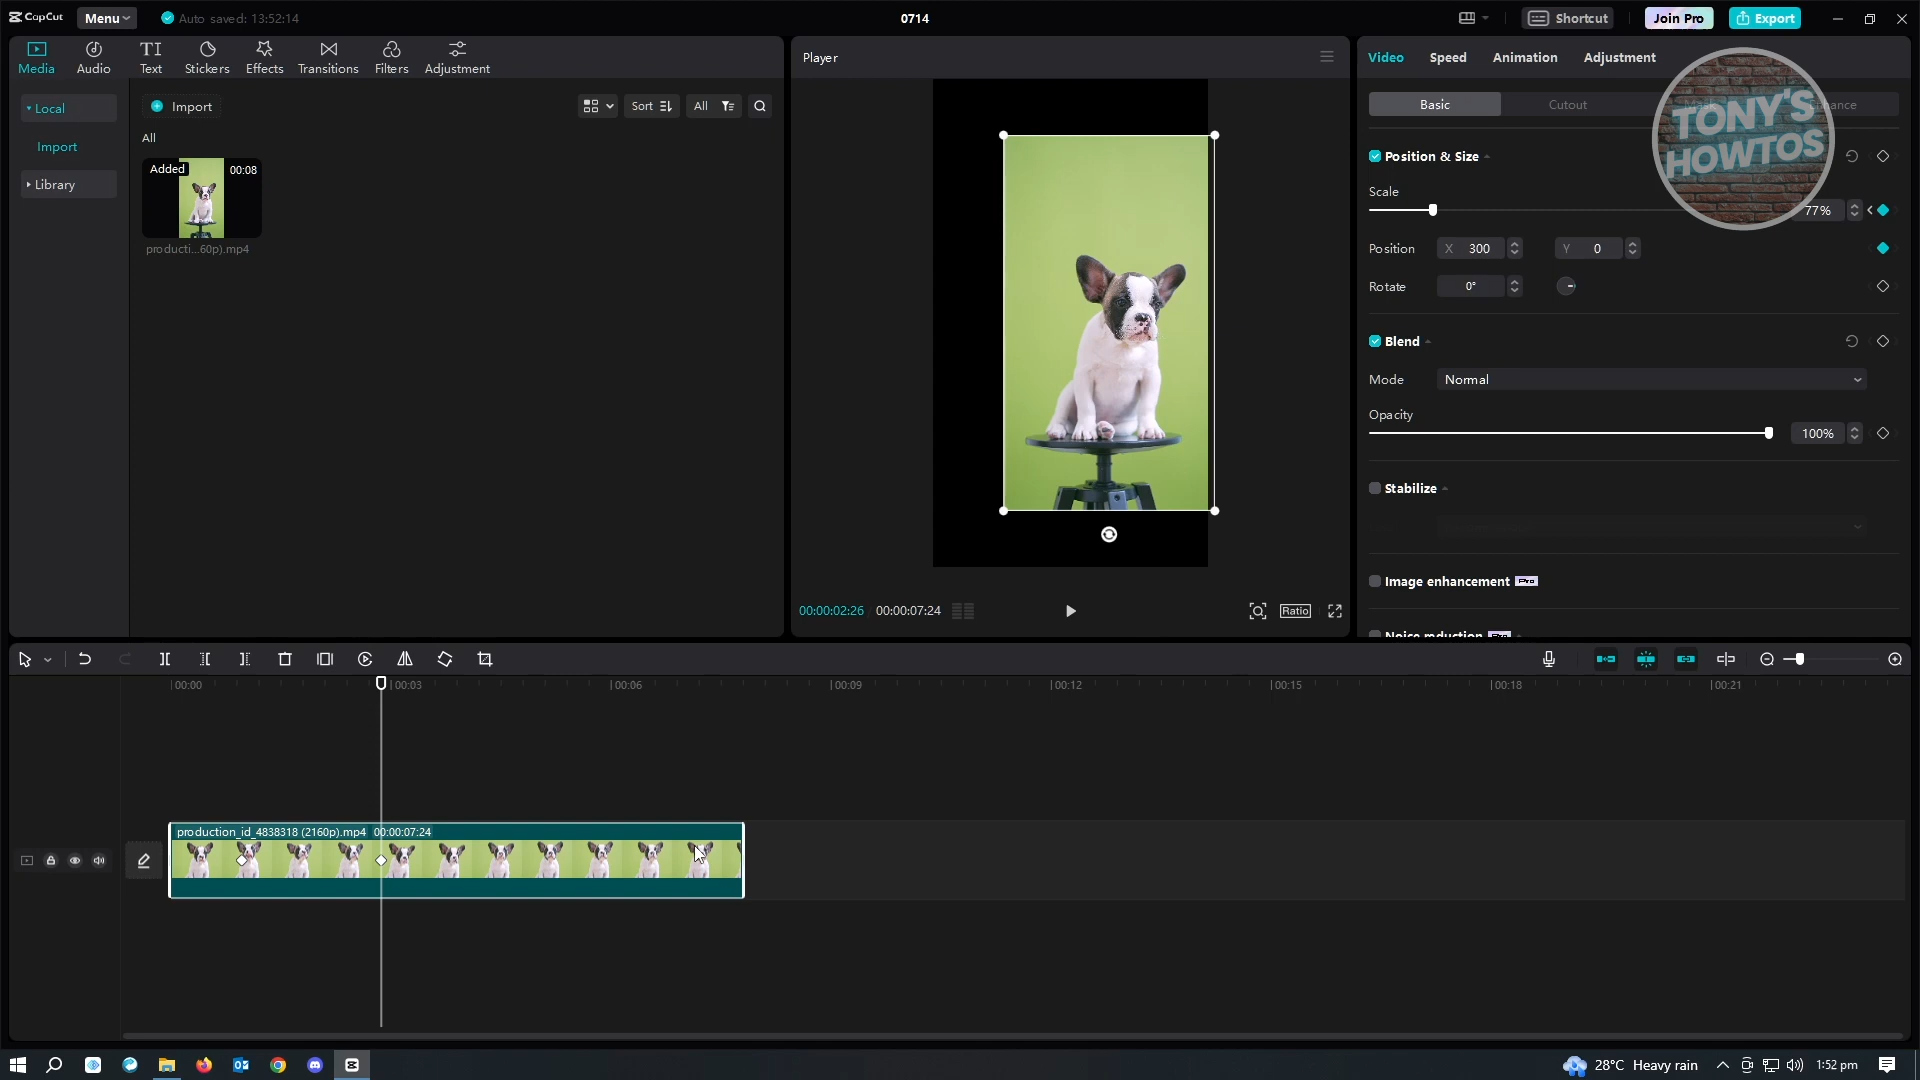 CapCut
Menu
Auto saved: 13:52:14
0714
Shortcut
Join Pro
Export
Media
Audio
TI
Text
Stickers
Effects
Transitions
Filters
Adjustment
Local
Import
Library
Import
Sort
All
All
Added
00:08
producti...60p).mp4
Player
00:00:02:26
00:00:07:24
Ratio
Video
Speed
Animation
Adjustment
Basic
Cutout
Mask
Enhance
TONY'S
HOWTOS
Position & Size
Scale
77%
Position
X 300
Y 0
Rotate
0°
Blend
Mode
Normal
Opacity
100%
Stabilize
Image enhancement Pro
Noise reduction Pro
00:00
00:03
00:06
00:09
00:12
00:15
00:18
00:21
production_id_4838318 (2160p).mp4 00:00:07:24
28°C Heavy rain
1:52 pm